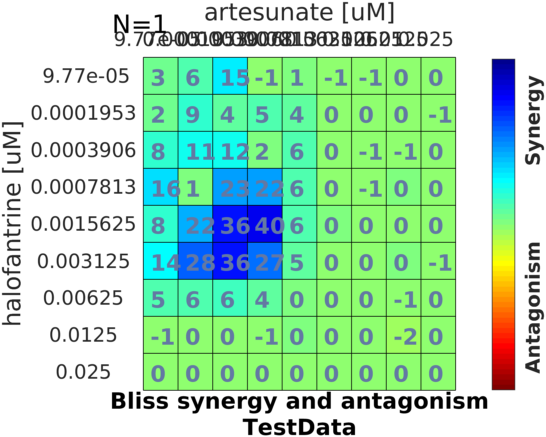 artesunate [uM]
N=1
9.77e-05 3 6 15 -1 1 -1 -1 0 0
0.0001953 2 9 4 5 4 0 0 0 -1
0.0003906 8 11 12 2 6 0 -1 -1 0
0.0007813 16 1 23 22 6 0 -1 0 0
0.0015625 8 22 36 40 6 0 0 0 0
0.003125 14 28 36 27 5 0 0 0 -1
0.00625 5 6 6 4 0 0 0 -1 0
0.0125 -1 0 0 -1 0 0 0 -2 0
0.025 0 0 0 0 0 0 0 0 0
halofantrine [uM]
Synergy
Antagonism
Bliss synergy and antagonism
TestData